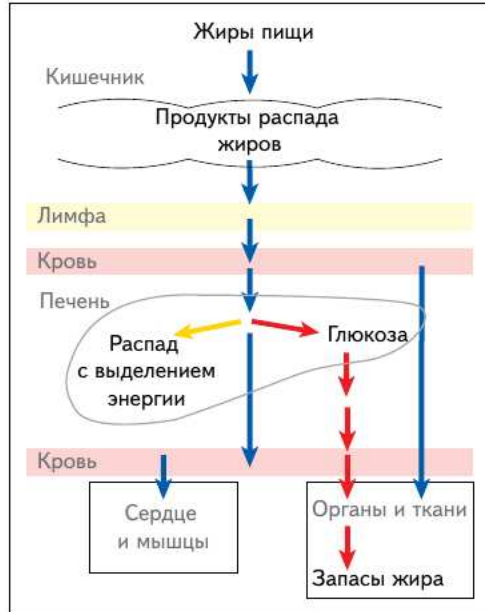 Жиры пищи
Кишечник
Продукты распада
жиров
Лимфа
Кровь
Печень
Глюкоза
Распад
с выделением
энергии
Кровь
Сердце
и мышцы
Органы и ткани
Запасы жира